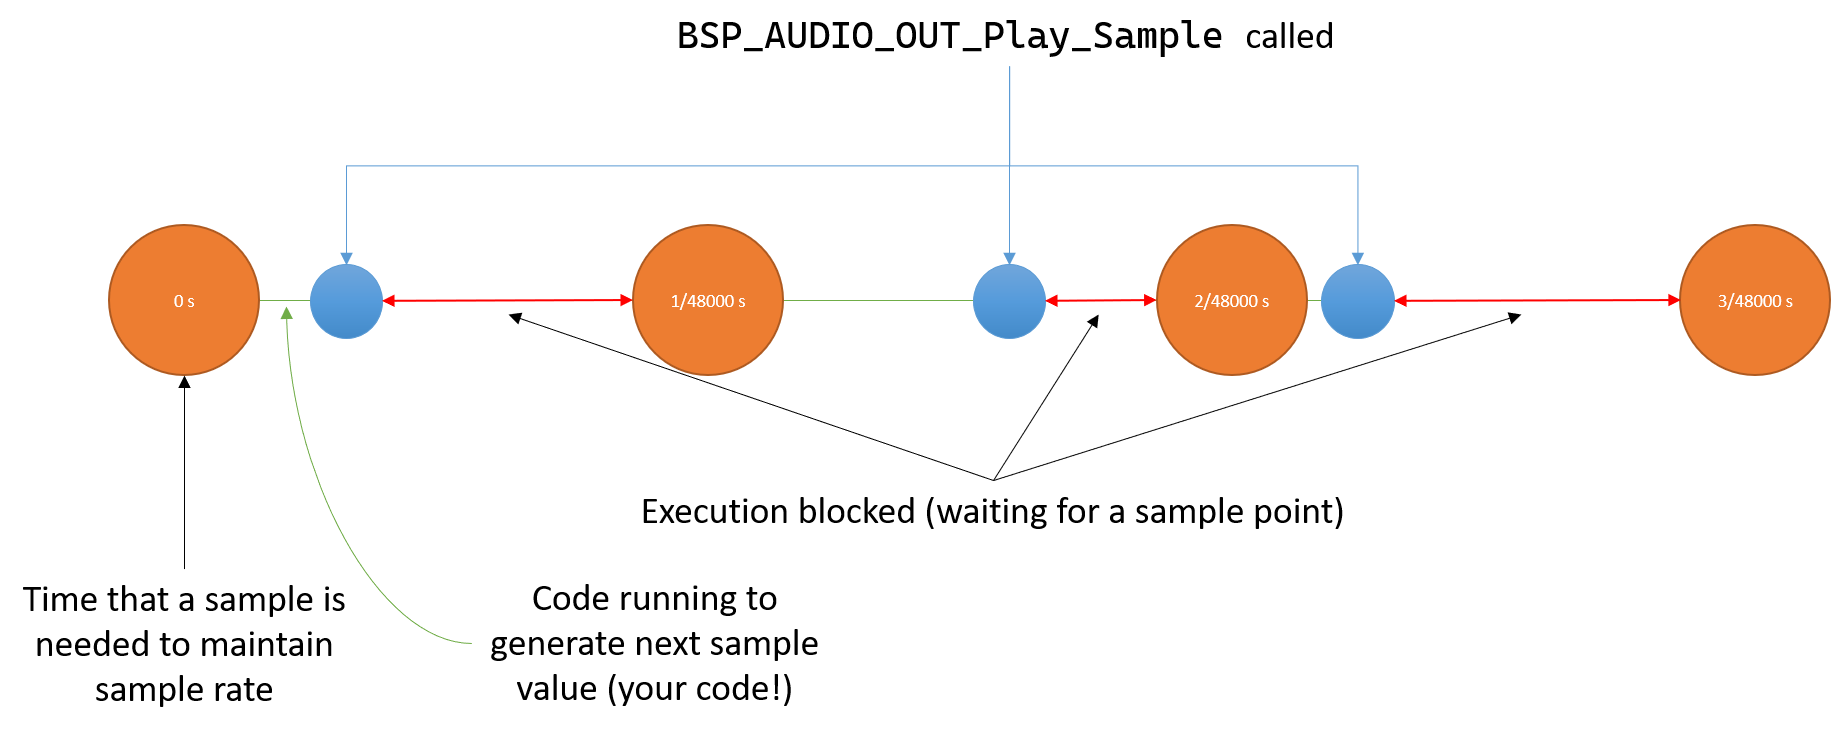 BSP_AUDIO_OUT_Play_Sample called
0 s
1/48000 s
2/48000 s
3/48000 s
Execution blocked (waiting for a sample point)
Time that a sample is
needed to maintain
sample rate
Code running to
generate next sample
value (your code!)